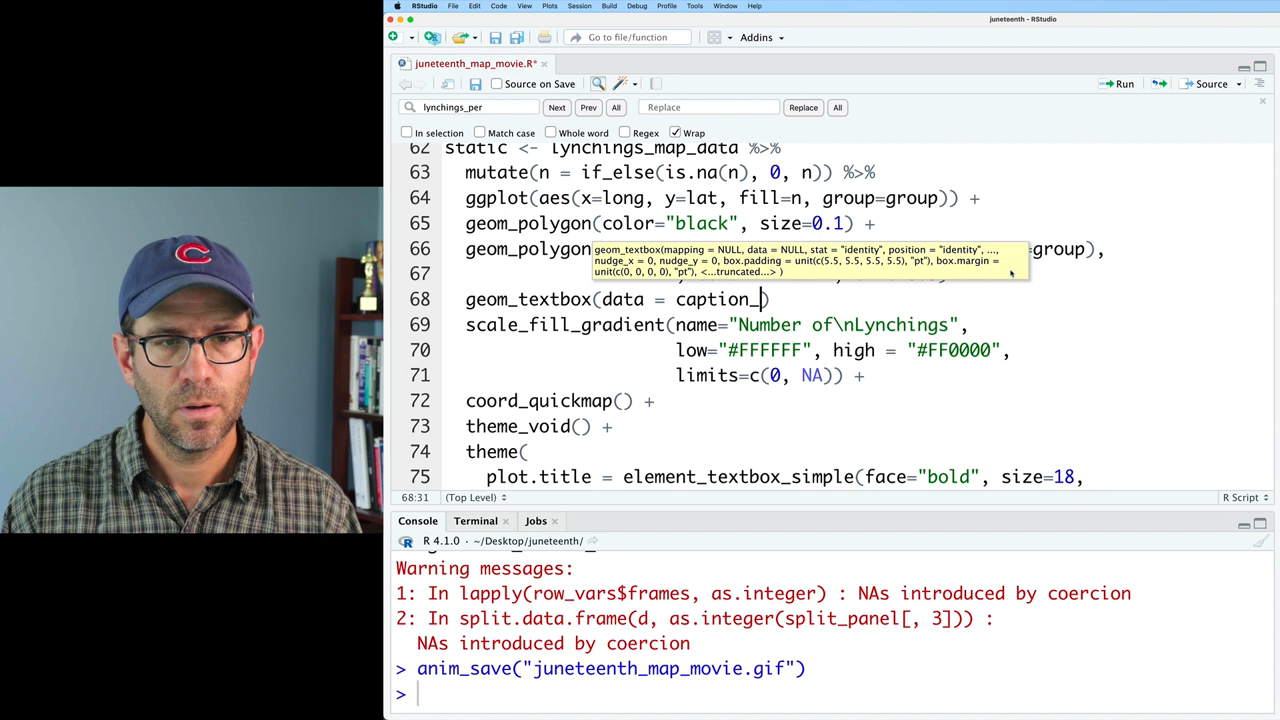 RStudio File Edit Code View Plots Session Build Debug Profile Tools Window Help
juneteenth - RStudio
Go to file/function Addins
juneteenth_map_movie.R*
Source on Save Run Source
lynchings_per Next Prev All Replace Replace All
In selection Match case Whole word Regex Wrap
62 static <- lynchings_map_data %>%
63 mutate(n = if_else(is.na(n), 0, n)) %>%
64 ggplot(aes(x=long, y=lat, fill=n, group=group)) +
65 geom_polygon(color="black", size=0.1) +
66 geom_polygon =group),
geom_textbox(mapping = NULL, data = NULL, stat = "identity", position = "identity", ...,
nudge_x = 0, nudge_y = 0, box.padding = unit(c(5.5, 5.5, 5.5, 5.5), "pt"), box.margin =
unit(c(0, 0, 0, 0), "pt"), <...truncated...> )
67
68 geom_textbox(data = caption_)
69 scale_fill_gradient(name="Number of\nLynchings",
70 low="#FFFFFF", high = "#FF0000",
71 limits=c(0, NA)) +
72 coord_quickmap() +
73 theme_void() +
74 theme(
75 plot.title = element_textbox_simple(face="bold", size=18,
68:31 (Top Level) R Script
Console Terminal Jobs
R 4.1.0 · ~/Desktop/juneteenth/
Warning messages:
1: In lapply(row_vars$frames, as.integer) : NAs introduced by coercion
2: In split.data.frame(d, as.integer(split_panel[, 3])) :
NAs introduced by coercion
> anim_save("juneteenth_map_movie.gif")
>